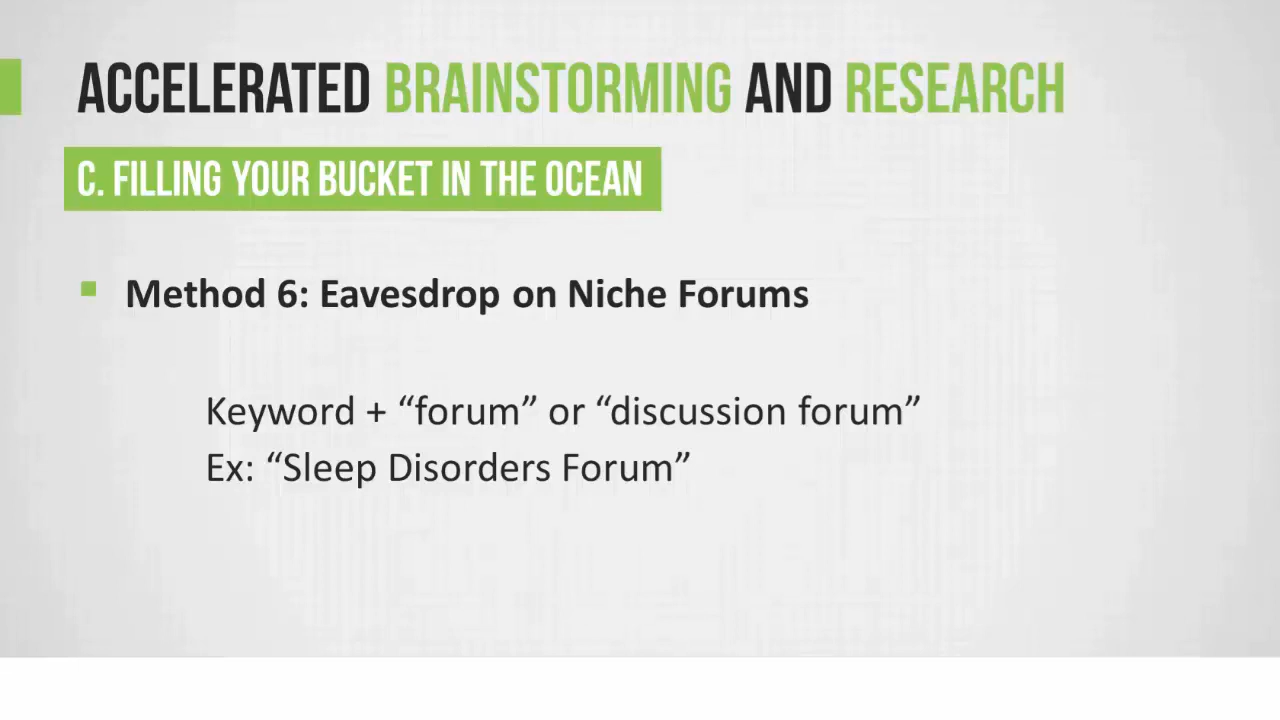 ACCELERATED BRAINSTORMING AND RESEARCH
C. FILLING YOUR BUCKET IN THE OCEAN
Method 6: Eavesdrop on Niche Forums
Keyword + “forum” or “discussion forum”
Ex: “Sleep Disorders Forum”